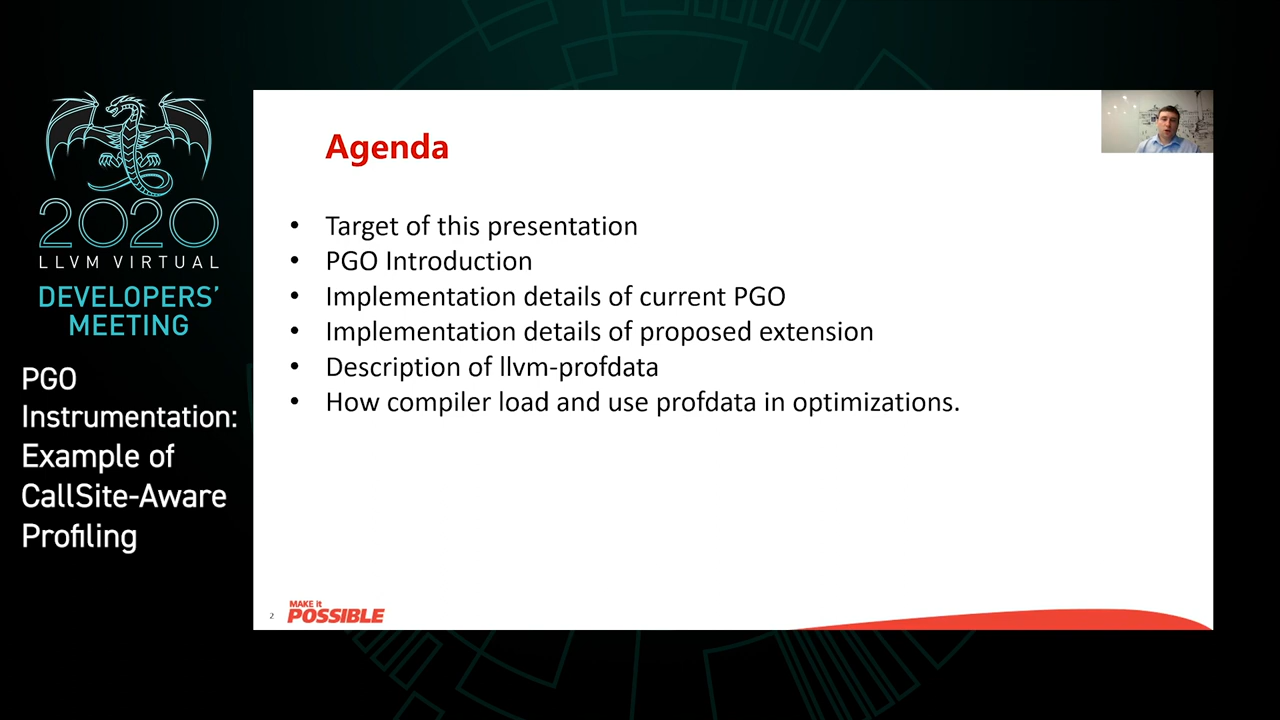 2020
LLVM VIRTUAL
DEVELOPERS'
MEETING
PGO
Instrumentation:
Example of
CallSite-Aware
Profiling
Agenda
• Target of this presentation
• PGO Introduction
• Implementation details of current PGO
• Implementation details of proposed extension
• Description of llvm-profdata
• How compiler load and use profdata in optimizations.
2
MAKE it
POSSIBLE